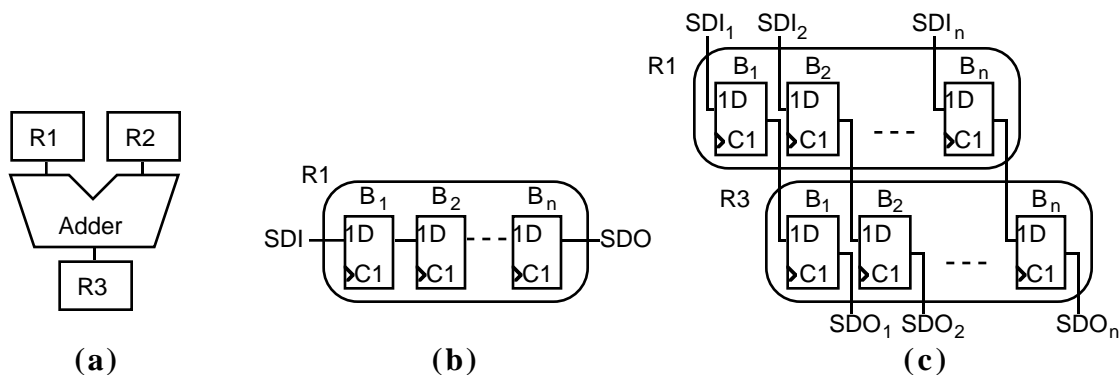 R1 R2
Adder
R3
(a)
R1
B1 B2 Bn
SDI 1D 1D - - - - 1D SDO
C1 C1 C1
(b)
SDI1 SDI2 SDIn
R1
B1 B2 Bn
1D 1D 1D
C1 C1 - - - C1
R3
B1 B2 Bn
1D 1D 1D
C1 C1 - - - C1
SDO1 SDO2 SDOn
(c)